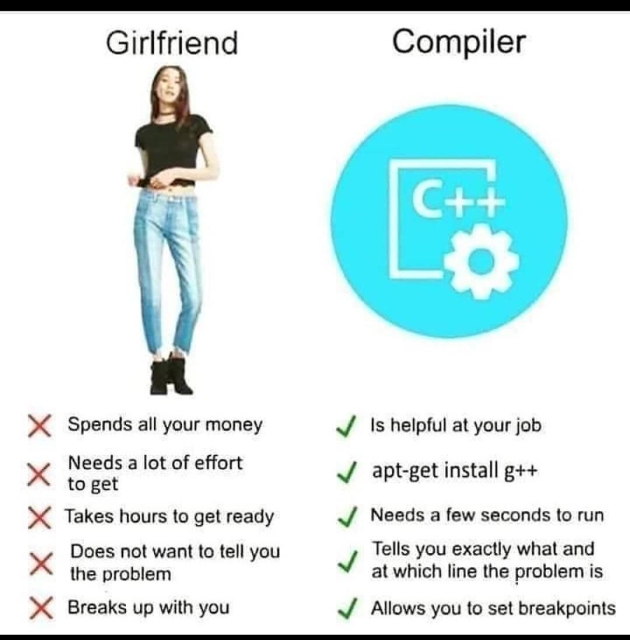 Girlfriend
Compiler
C++
Spends all your money
Needs a lot of effort
to get
Takes hours to get ready
Does not want to tell you
the problem
Breaks up with you
Is helpful at your job
apt-get install g++
Needs a few seconds to run
Tells you exactly what and
at which line the problem is
Allows you to set breakpoints